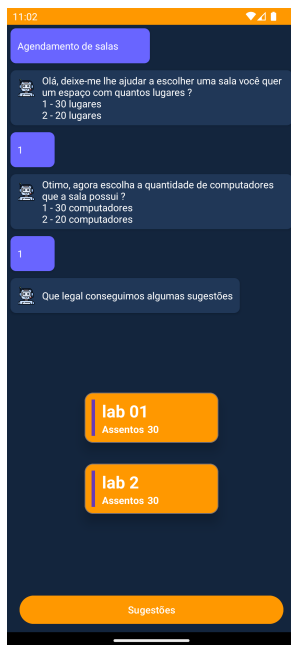 11:02
Agendamento de salas
Olá, deixe-me lhe ajudar a escolher uma sala você quer
um espaço com quantos lugares ?
1 - 30 lugares
2 - 20 lugares
1
Otimo, agora escolha a quantidade de computadores
que a sala possui ?
1 - 30 computadores
2 - 20 computadores
1
Que legal conseguimos algumas sugestões
lab 01
Assentos 30
lab 2
Assentos 30
Sugestões